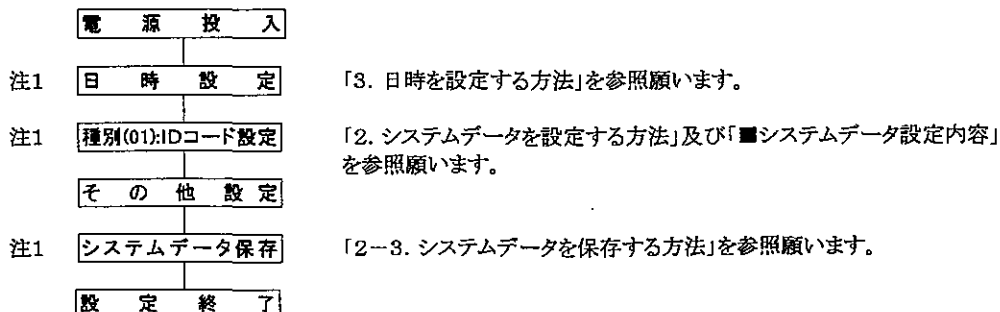 電源投入
注1 日時設定 「3. 日時を設定する方法」を参照願います。
注1 種別(01):IDコード設定 「2. システムデータを設定する方法」及び「■システムデータ設定内容」
を参照願います。
その他設定
注1 システムデータ保存 「2-3. システムデータを保存する方法」を参照願います。
設定終了